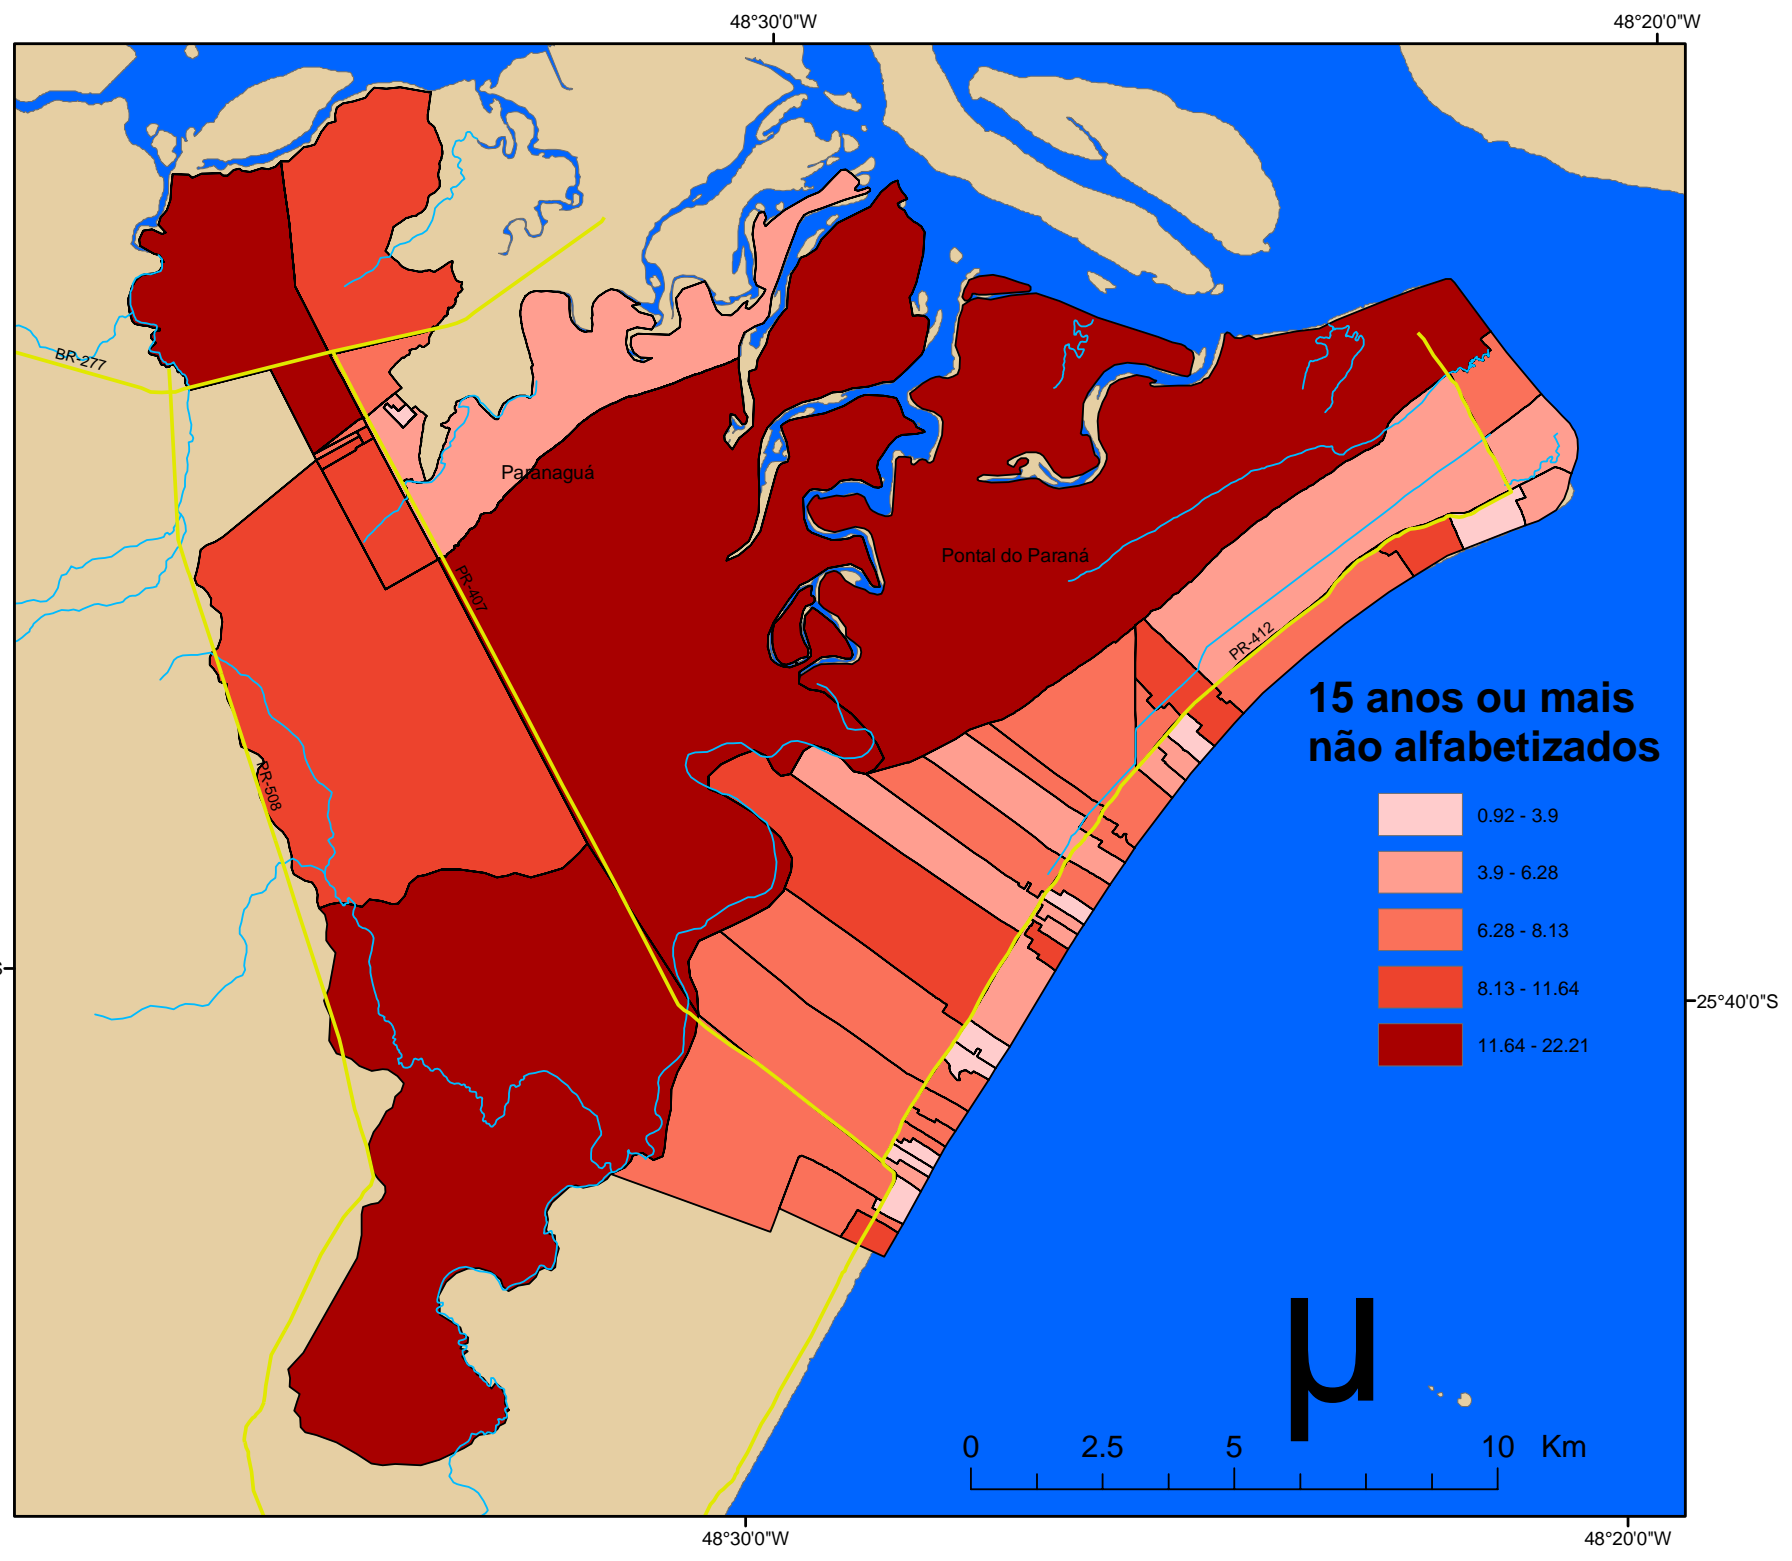 48°30'0"W
48°20'0"W
BR-277
Paranaguá
Pontal do Paraná
PR-407
PR-412
PR-508
15 anos ou mais
não alfabetizados
0.92 - 3.9
3.9 - 6.28
6.28 - 8.13
8.13 - 11.64
11.64 - 22.21
S
25°40'0"S
µ
0 2.5 5 10 Km
48°30'0"W
48°20'0"W